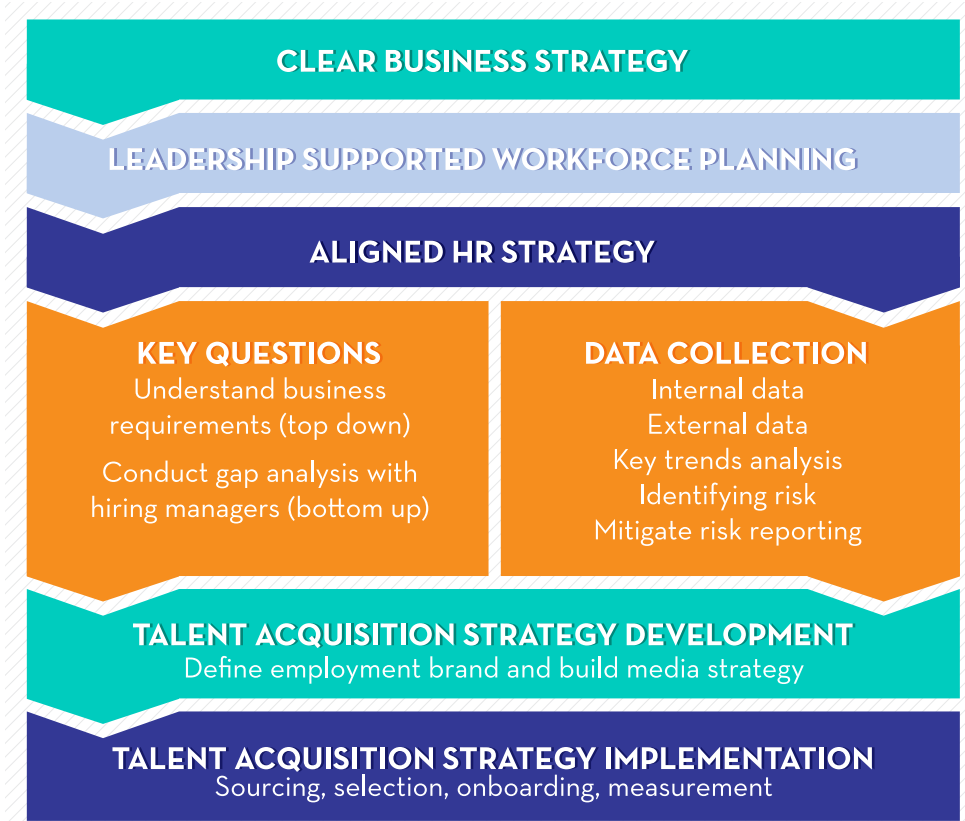 CLEAR BUSINESS STRATEGY
LEADERSHIP SUPPORTED WORKFORCE PLANNING
ALIGNED HR STRATEGY
KEY QUESTIONS
Understand business
requirements (top down)
Conduct gap analysis with
hiring managers (bottom up)
DATA COLLECTION
Internal data
External data
Key trends analysis
Identifying risk
Mitigate risk reporting
TALENT ACQUISITION STRATEGY DEVELOPMENT
Define employment brand and build media strategy
TALENT ACQUISITION STRATEGY IMPLEMENTATION
Sourcing, selection, onboarding, measurement